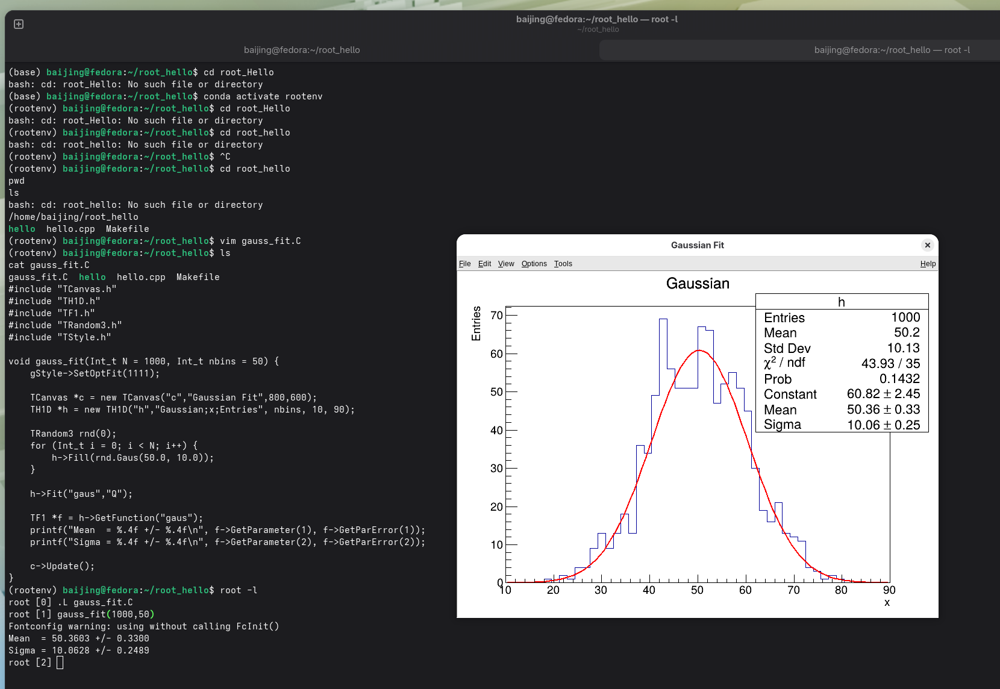 baijing@fedora:~/root_hello — root -l
~/root_hello
baijing@fedora:~/root_hello
baijing@fedora:~/root_hello — root -l
(base) baijing@fedora:~/root_hello$ cd root_Hello
bash: cd: root_Hello: No such file or directory
(base) baijing@fedora:~/root_hello$ conda activate rootenv
(rootenv) baijing@fedora:~/root_hello$ cd root_Hello
bash: cd: root_Hello: No such file or directory
(rootenv) baijing@fedora:~/root_hello$ cd root_hello
bash: cd: root_hello: No such file or directory
(rootenv) baijing@fedora:~/root_hello$ ^C
(rootenv) baijing@fedora:~/root_hello$ cd root_hello
pwd
ls
bash: cd: root_hello: No such file or directory
/home/baijing/root_hello
hello  hello.cpp  Makefile
(rootenv) baijing@fedora:~/root_hello$ vim gauss_fit.C
(rootenv) baijing@fedora:~/root_hello$ ls
cat gauss_fit.C
gauss_fit.C  hello  hello.cpp  Makefile
#include "TCanvas.h"
#include "TH1D.h"
#include "TF1.h"
#include "TRandom3.h"
#include "TStyle.h"
void gauss_fit(Int_t N = 1000, Int_t nbins = 50) {
    gStyle->SetOptFit(1111);
    TCanvas *c = new TCanvas("c","Gaussian Fit",800,600);
    TH1D *h = new TH1D("h","Gaussian;x;Entries", nbins, 10, 90);
    TRandom3 rnd(0);
    for (Int_t i = 0; i < N; i++) {
        h->Fill(rnd.Gaus(50.0, 10.0));
    }
    h->Fit("gaus","Q");
    TF1 *f = h->GetFunction("gaus");
    printf("Mean  = %.4f +/- %.4f\n", f->GetParameter(1), f->GetParError(1));
    printf("Sigma = %.4f +/- %.4f\n", f->GetParameter(2), f->GetParError(2));
    c->Update();
}
(rootenv) baijing@fedora:~/root_hello$ root -l
root [0] .L gauss_fit.C
root [1] gauss_fit(1000,50)
Fontconfig warning: using without calling FcInit()
Mean  = 50.3603 +/- 0.3300
Sigma = 10.0628 +/- 0.2489
root [2]
Gaussian Fit
File Edit View Options Tools Help
Gaussian
h
Entries 1000
Mean 50.2
Std Dev 10.13
χ² / ndf 43.93 / 35
Prob 0.1432
Constant 60.82 ± 2.45
Mean 50.36 ± 0.33
Sigma 10.06 ± 0.25
Entries
70
60
50
40
30
20
10
0
10 20 30 40 50 60 70 80 90
x